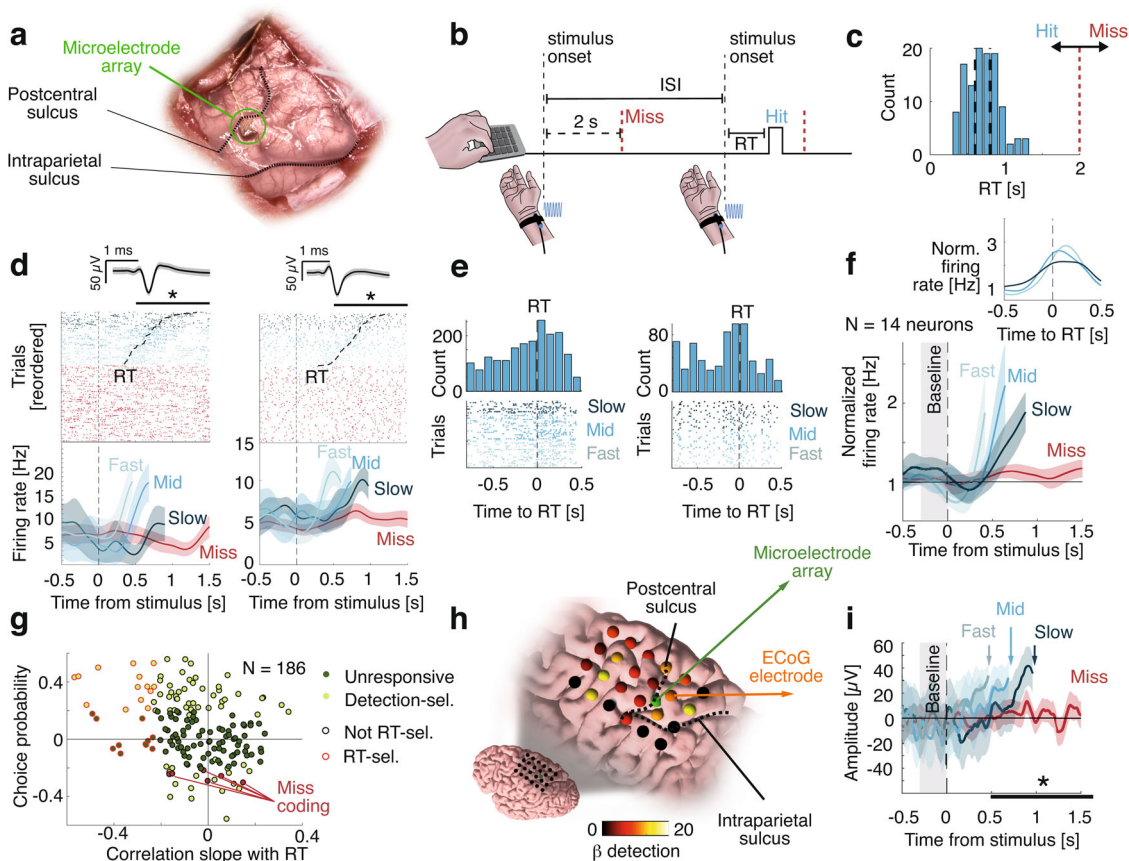 a
Microelectrode
array
Postcentral
sulcus
Intraparietal
sulcus
b
stimulus
onset
stimulus
onset
ISI
2 s
Miss
Hit
RT
c
Hit
Miss
20
10
0
Count
0
1
2
RT [s]
d
1 ms
50 µV
*
1 ms
50 µV
*
Trials
[reordered]
RT
RT
Firing rate [Hz]
20
15
10
5
Fast
Mid
Slow
Miss
15
10
5
0
Fast
Mid
Slow
Miss
-0.5
0
0.5
1
1.5
-0.5
0
0.5
1
1.5
Time from stimulus [s]
Time from stimulus [s]
e
RT
200
0
Count
RT
80
40
0
Count
Trials
Slow
Mid
Fast
Trials
Slow
Mid
Fast
-0.5
0
0.5
-0.5
0
0.5
Time to RT [s]
Time to RT [s]
f
Norm.
firing
rate [Hz]
3
1
-0.5
0
0.5
Time to RT [s]
N = 14 neurons
Normalized
firing rate [Hz]
2
1
Baseline
Fast
Mid
Slow
Miss
-0.5
0
0.5
1
1.5
Time from stimulus [s]
g
N = 186
Choice probability
0.4
0
-0.4
-0.4
0
0.4
Correlation slope with RT
Miss
coding
Unresponsive
Detection-sel.
Not RT-sel.
RT-sel.
h
Microelectrode
array
Postcentral
sulcus
ECoG
electrode
Intraparietal
sulcus
0
20
β detection
i
Amplitude [µV]
60
40
20
0
-20
-40
Baseline
Fast
Mid
Slow
Miss
*
-0.5
0
0.5
1
1.5
Time from stimulus [s]